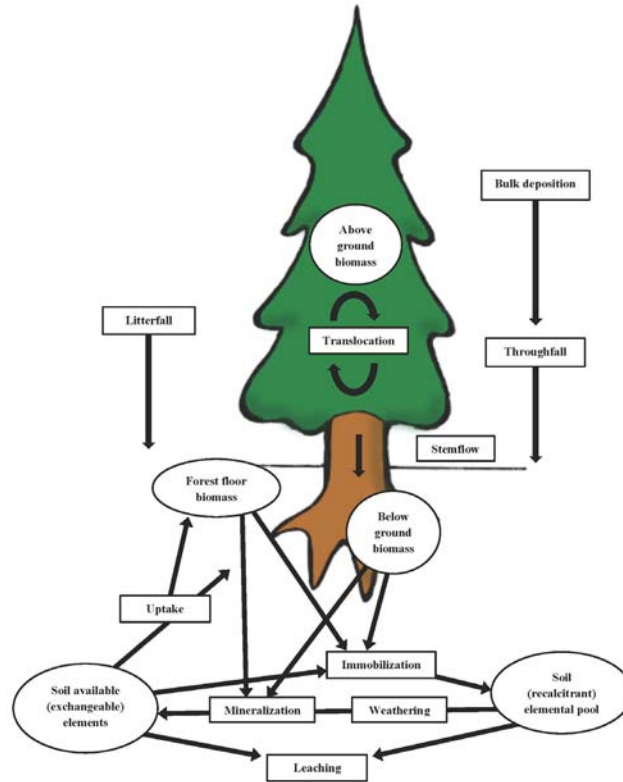 Bulk deposition
Above
ground
biomass
Litterfall
Translocation
Throughfall
Stemflow
Forest floor
biomass
Below
ground
biomass
Uptake
Immobilization
Soil available
(exchangeable)
elements
Soil
(recalcitrant)
elemental pool
Mineralization
Weathering
Leaching